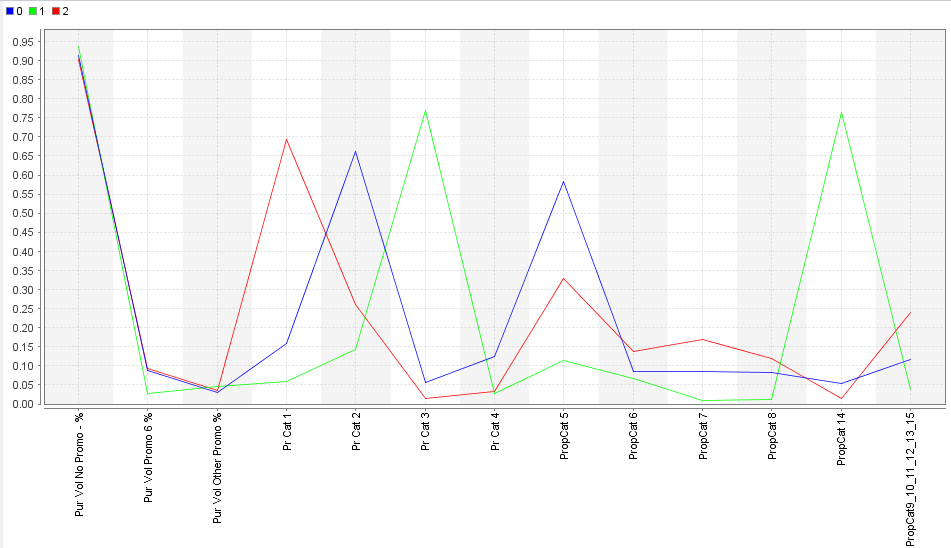 0 1 2
0.95
0.90
0.85
0.80
0.75
0.70
0.65
0.60
0.55
0.50
0.45
0.40
0.35
0.30
0.25
0.20
0.15
0.10
0.05
0.00
Pur Vol No Promo - %
Pur Vol Promo 6 %
Pur Vol Other Promo %
Pr Cat 1
Pr Cat 2
Pr Cat 3
Pr Cat 4
PropCat 5
PropCat 6
PropCat 7
PropCat 8
PropCat 14
PropCat9_10_11_12_13_15